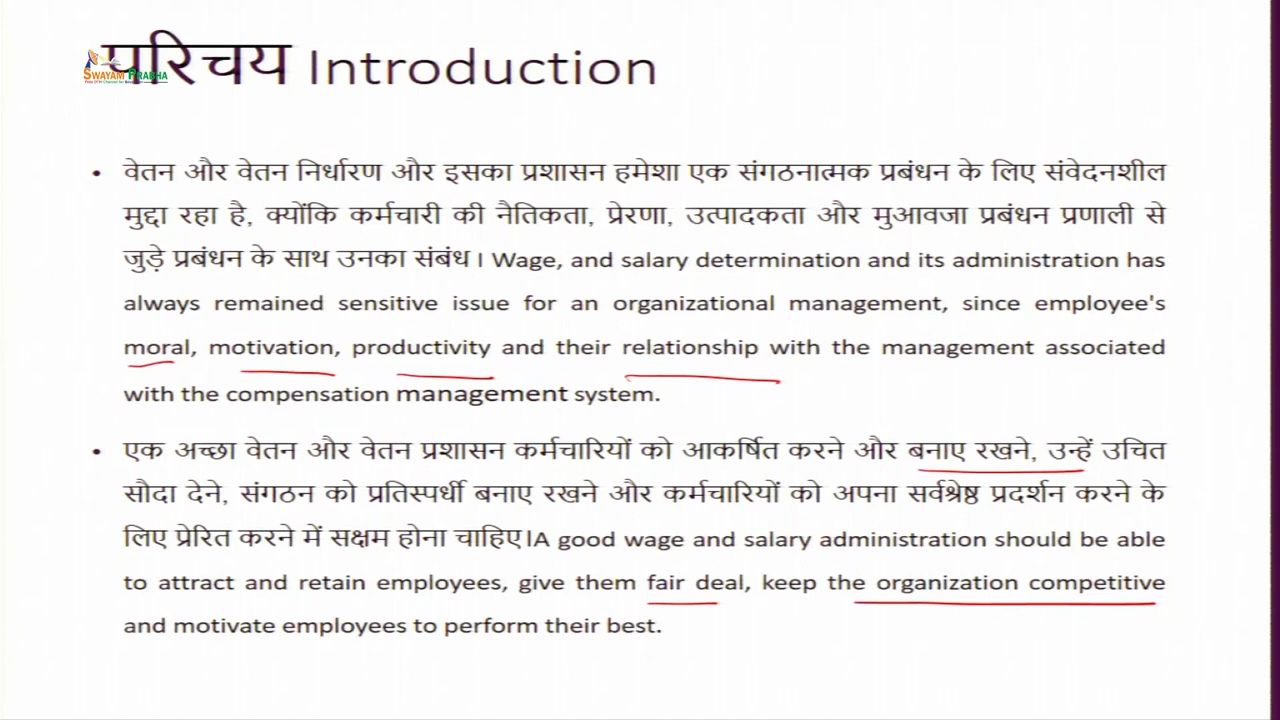 परिचय Introduction
SWAYAM PRABHA
• वेतन और वेतन निर्धारण और इसका प्रशासन हमेशा एक संगठनात्मक प्रबंधन के लिए संवेदनशील
मुद्दा रहा है, क्योंकि कर्मचारी की नैतिकता, प्रेरणा, उत्पादकता और मुआवजा प्रबंधन प्रणाली से
जुड़े प्रबंधन के साथ उनका संबंध। Wage, and salary determination and its administration has
always remained sensitive issue for an organizational management, since employee's
moral, motivation, productivity and their relationship with the management associated
with the compensation management system.
• एक अच्छा वेतन और वेतन प्रशासन कर्मचारियों को आकर्षित करने और बनाए रखने, उन्हें उचित
सौदा देने, संगठन को प्रतिस्पर्धी बनाए रखने और कर्मचारियों को अपना सर्वश्रेष्ठ प्रदर्शन करने के
लिए प्रेरित करने में सक्षम होना चाहिए।A good wage and salary administration should be able
to attract and retain employees, give them fair deal, keep the organization competitive
and motivate employees to perform their best.